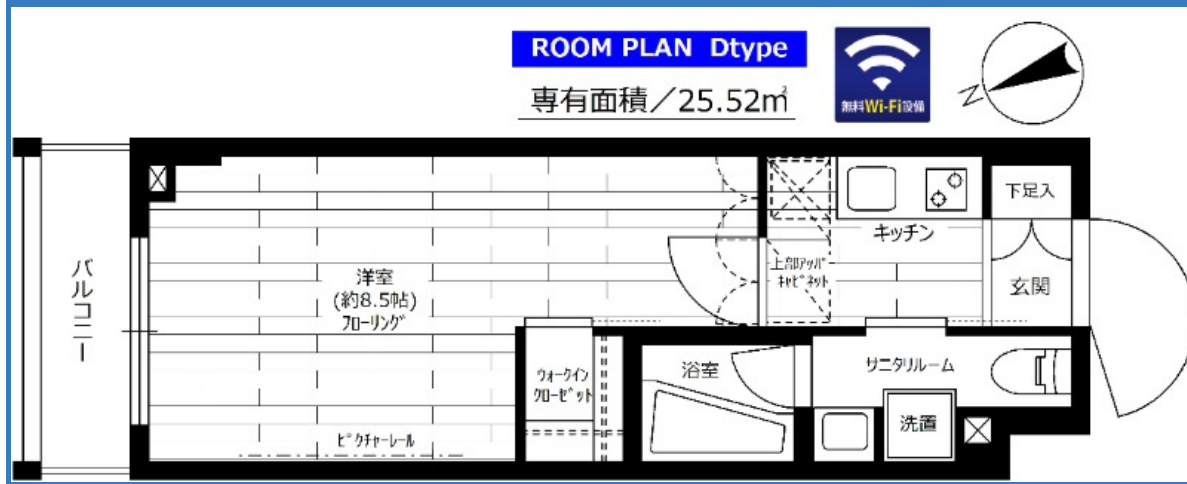 ROOM PLAN Dtype
専有面積／25.52㎡
無料Wi-Fi設備
N
下足入
キッチン
上部アッパー
キャビネット
玄関
バルコニー
洋室
(約8.5帖)
フローリング
ウォークイン
クローゼット
浴室
サニタリールーム
洗置
ピクチャーレール